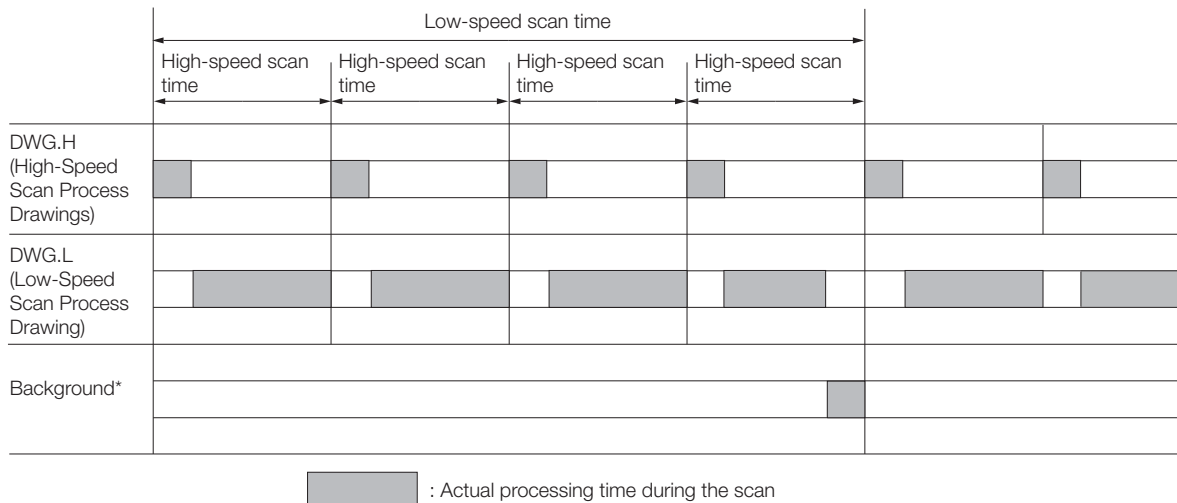 Low-speed scan time
High-speed scan
time
High-speed scan
time
High-speed scan
time
High-speed scan
time
DWG.H
(High-Speed
Scan Process
Drawings)
DWG.L
(Low-Speed
Scan Process
Drawing)
Background*
: Actual processing time during the scan